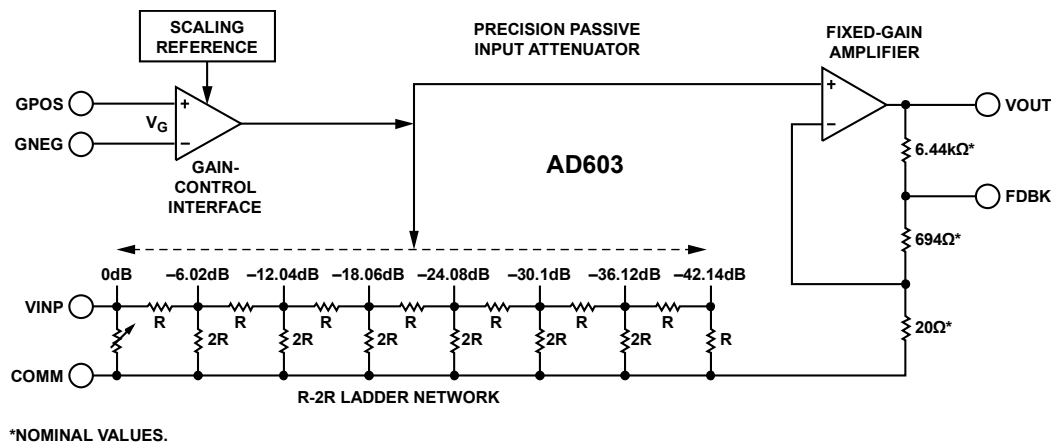 SCALING
REFERENCE
PRECISION PASSIVE
INPUT ATTENUATOR
FIXED-GAIN
AMPLIFIER
GPOS
VG
GNEG
+
−
GAIN-
CONTROL
INTERFACE
AD603
+
−
VOUT
6.44kΩ*
FDBK
694Ω*
20Ω*
0dB −6.02dB −12.04dB −18.06dB −24.08dB −30.1dB −36.12dB −42.14dB
VINP
R R R R R R R
2R 2R 2R 2R 2R 2R R
COMM
R-2R LADDER NETWORK
*NOMINAL VALUES.